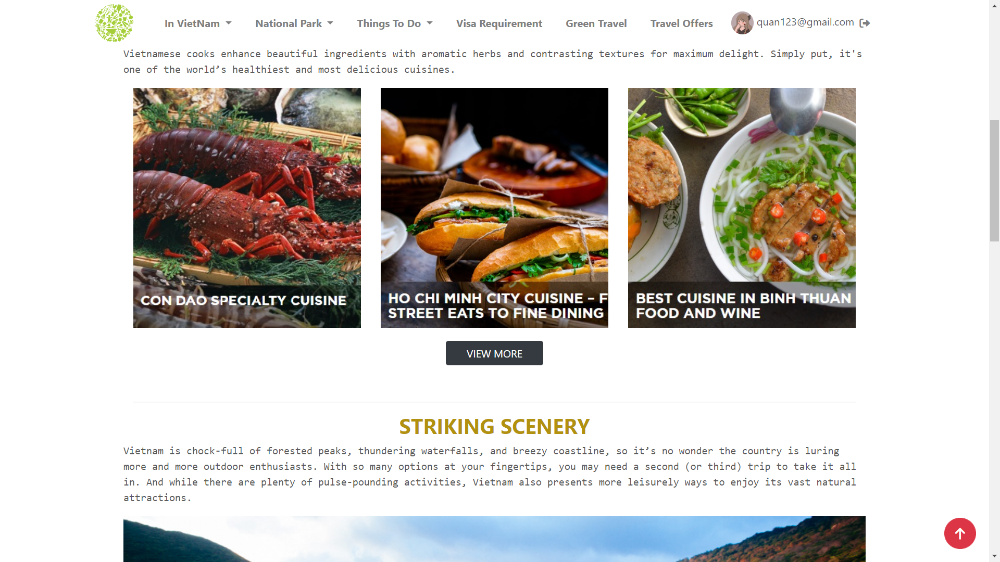 In VietNam
National Park
Things To Do
Visa Requirement
Green Travel
Travel Offers
quan123@gmail.com
Vietnamese cooks enhance beautiful ingredients with aromatic herbs and contrasting textures for maximum delight. Simply put, it's
one of the world’s healthiest and most delicious cuisines.
CON DAO SPECIALTY CUISINE
HO CHI MINH CITY CUISINE – F
STREET EATS TO FINE DINING
BEST CUISINE IN BINH THUAN
FOOD AND WINE
VIEW MORE
STRIKING SCENERY
Vietnam is chock-full of forested peaks, thundering waterfalls, and breezy coastline, so it’s no wonder the country is luring
more and more outdoor enthusiasts. With so many options at your fingertips, you may need a second (or third) trip to take it all
in. And while there are plenty of pulse-pounding activities, Vietnam also presents more leisurely ways to enjoy its vast natural
attractions.